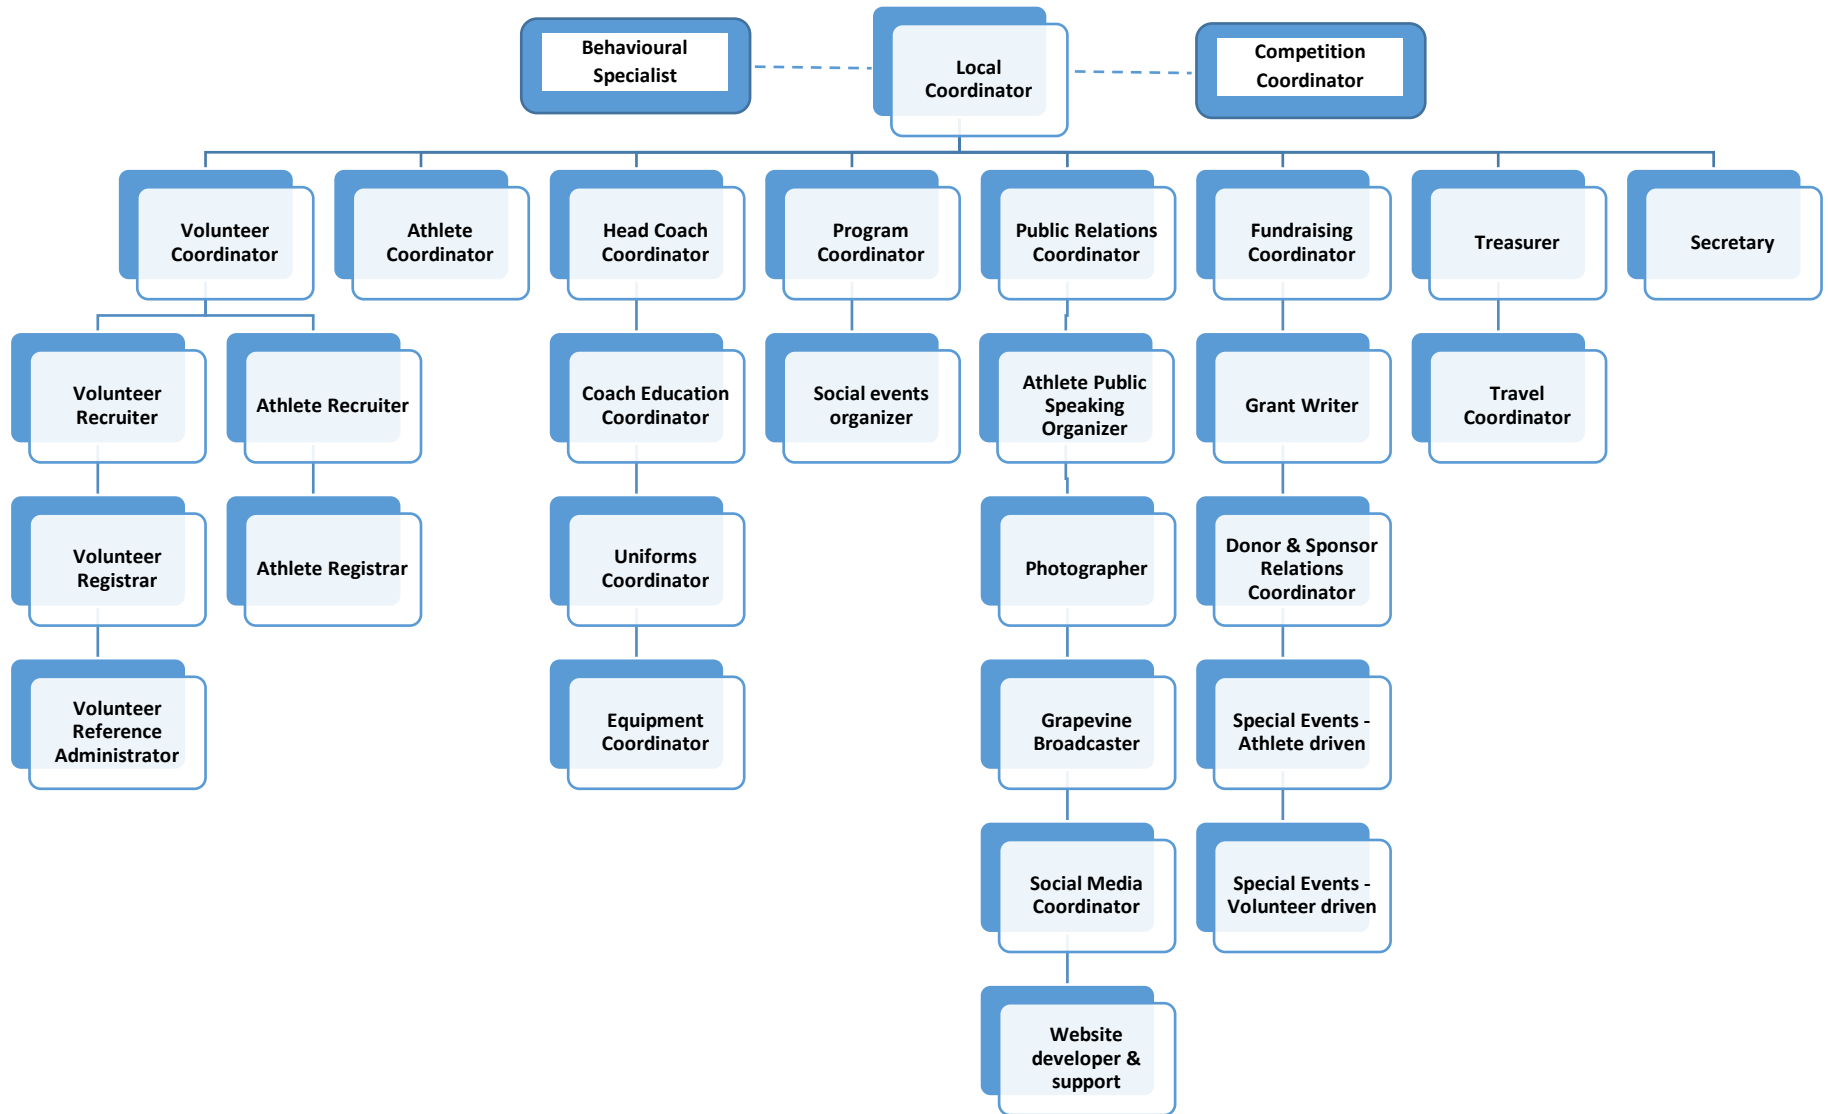 Behavioural
Specialist
Local
Coordinator
Competition
Coordinator
Volunteer
Coordinator
Athlete
Coordinator
Head Coach
Coordinator
Program
Coordinator
Public Relations
Coordinator
Fundraising
Coordinator
Treasurer
Secretary
Volunteer
Recruiter
Athlete Recruiter
Coach Education
Coordinator
Social events
organizer
Athlete Public
Speaking
Organizer
Grant Writer
Travel
Coordinator
Volunteer
Registrar
Athlete Registrar
Uniforms
Coordinator
Photographer
Donor & Sponsor
Relations
Coordinator
Volunteer
Reference
Administrator
Equipment
Coordinator
Grapevine
Broadcaster
Special Events -
Athlete driven
Social Media
Coordinator
Special Events -
Volunteer driven
Website
developer &
support